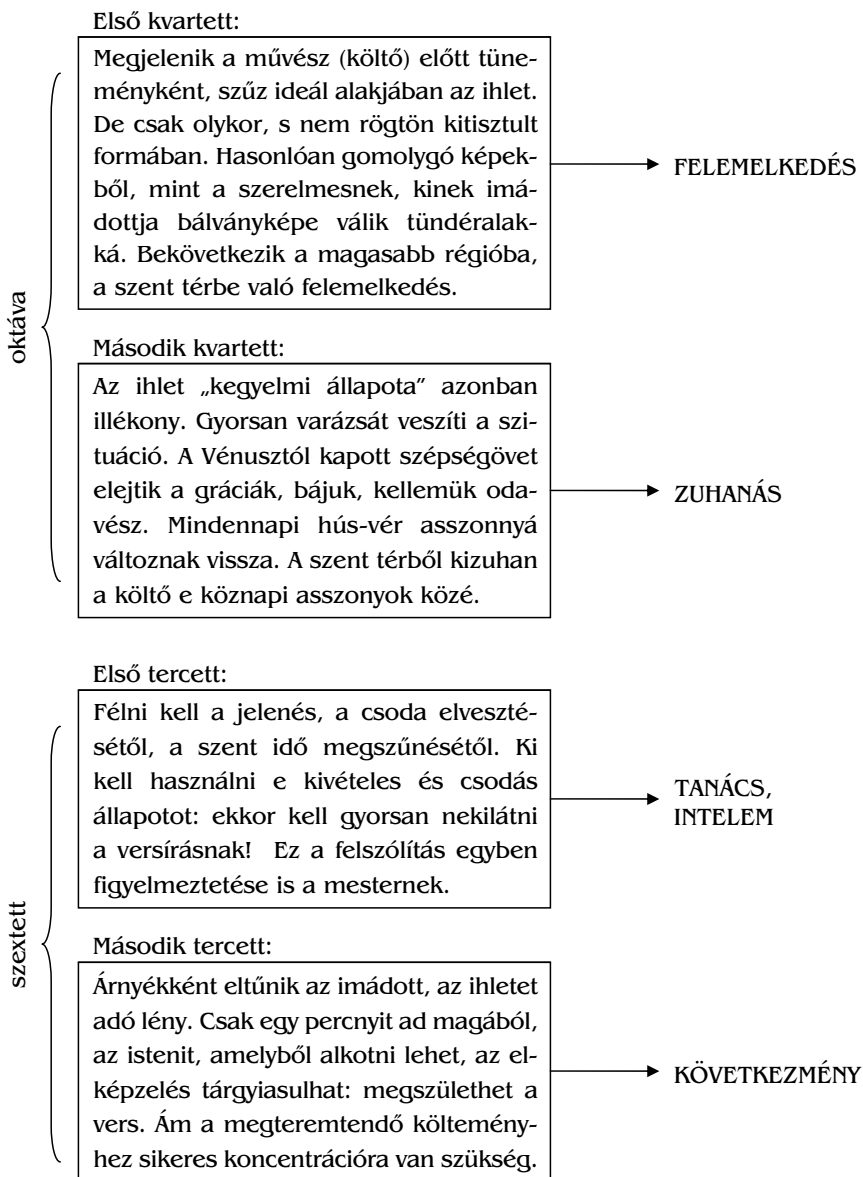 Első kvartett:
Megjelenik a művész (költő) előtt tüne-
ményként, szűz ideál alakjában az ihlet.
De csak olykor, s nem rögtön kitisztult
formában. Hasonlóan gomolygó képek-
ből, mint a szerelmesnek, kinek imá-
dottja bálványképe válik tündéralak-
ká. Bekövetkezik a magasabb régióba,
a szent térbe való felemelkedés.
FELEMELKEDÉS
oktáva
Második kvartett:
Az ihlet „kegyelmi állapota” azonban
illékony. Gyorsan varázsát veszíti a szi-
tuáció. A Vénusztól kapott szépségövet
elejtik a gráciák, bájuk, kellemük oda-
vész. Mindennapi hús-vér asszonnyá
változnak vissza. A szent térből kizuhan
a költő e köznapi asszonyok közé.
ZUHANÁS
Első tercett:
Félni kell a jelenés, a csoda elveszté-
sétől, a szent idő megszűnésétől. Ki
kell használni e kivételes és csodás
állapotot: ekkor kell gyorsan nekilátni
a versírásnak! Ez a felszólítás egyben
figyelmeztetése is a mesternek.
TANÁCS,
INTELEM
szextett
Második tercett:
Árnyékként eltűnik az imádott, az ihletet
adó lény. Csak egy percnyit ad magából,
az istenit, amelyből alkotni lehet, az el-
képzelés tárgyiasulhat: megszülethet a
vers. Ám a megteremtendő költemény-
hez sikeres koncentrációra van szükség.
KÖVETKEZMÉNY